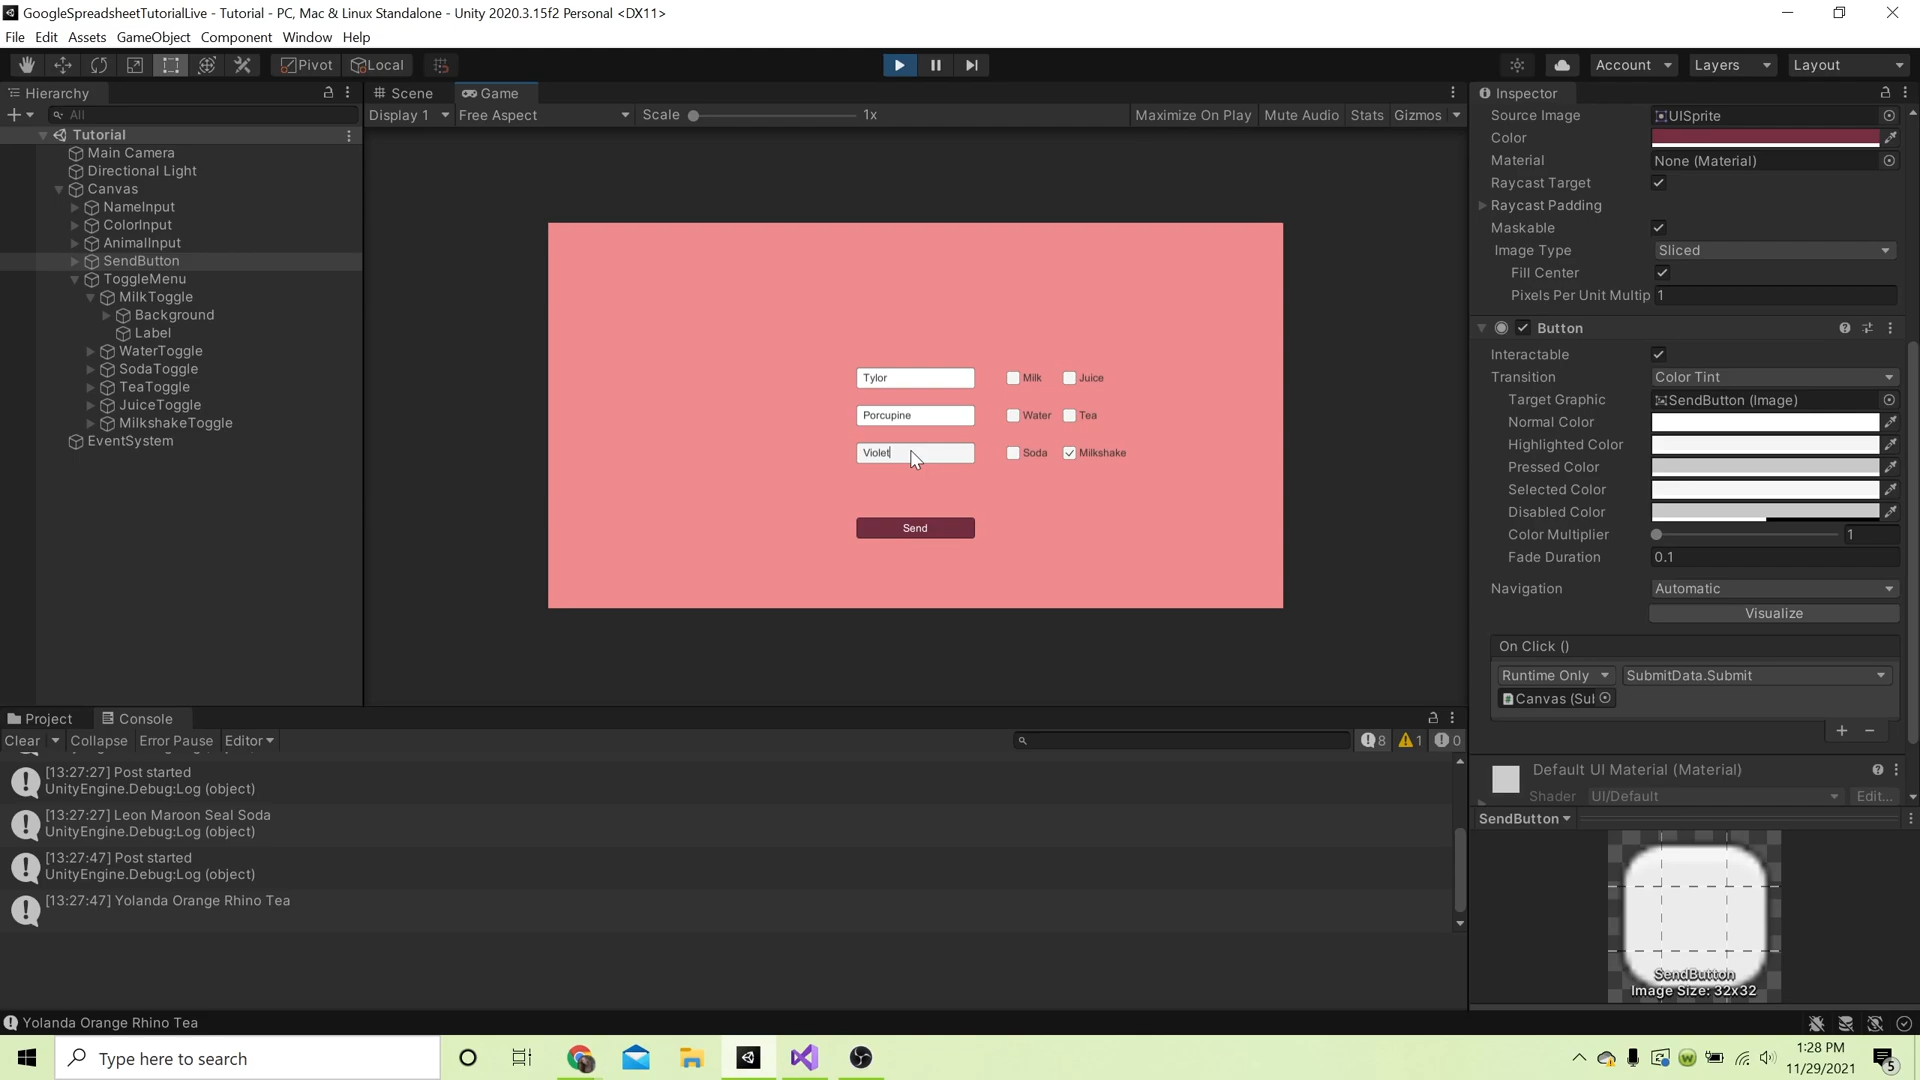 GoogleSpreadsheetTutorialLive - Tutorial - PC, Mac & Linux Standalone - Unity 2020.3.15f2 Personal <DX11>
File Edit Assets GameObject Component Window Help
Pivot Local Account Layers Layout
Hierarchy
All
Tutorial
Main Camera
Directional Light
Canvas
NameInput
ColorInput
AnimalInput
SendButton
ToggleMenu
MilkToggle
Background
Label
WaterToggle
SodaToggle
TeaToggle
JuiceToggle
MilkshakeToggle
EventSystem
Scene Game
Display 1 Free Aspect Scale 1x Maximize On Play Mute Audio Stats Gizmos
Tylor Milk Juice
Porcupine Water Tea
Violet Soda Milkshake
Send
Inspector
Source Image UISprite
Color
Material None (Material)
Raycast Target
Raycast Padding
Maskable
Image Type Sliced
Fill Center
Pixels Per Unit Multip 1
Button
Interactable
Transition Color Tint
Target Graphic SendButton (Image)
Normal Color
Highlighted Color
Pressed Color
Selected Color
Disabled Color
Color Multiplier 1
Fade Duration 0.1
Navigation Automatic
Visualize
On Click ()
Runtime Only SubmitData.Submit
Canvas (Sul
Default UI Material (Material)
Shader UI/Default Edit...
SendButton
SendButton
Image Size: 32x32
Project Console
Clear Collapse Error Pause Editor 8 1 0
[13:27:27] Post started
UnityEngine.Debug:Log (object)
[13:27:27] Leon Maroon Seal Soda
UnityEngine.Debug:Log (object)
[13:27:47] Post started
UnityEngine.Debug:Log (object)
[13:27:47] Yolanda Orange Rhino Tea
Yolanda Orange Rhino Tea
Type here to search
1:28 PM
11/29/2021
5